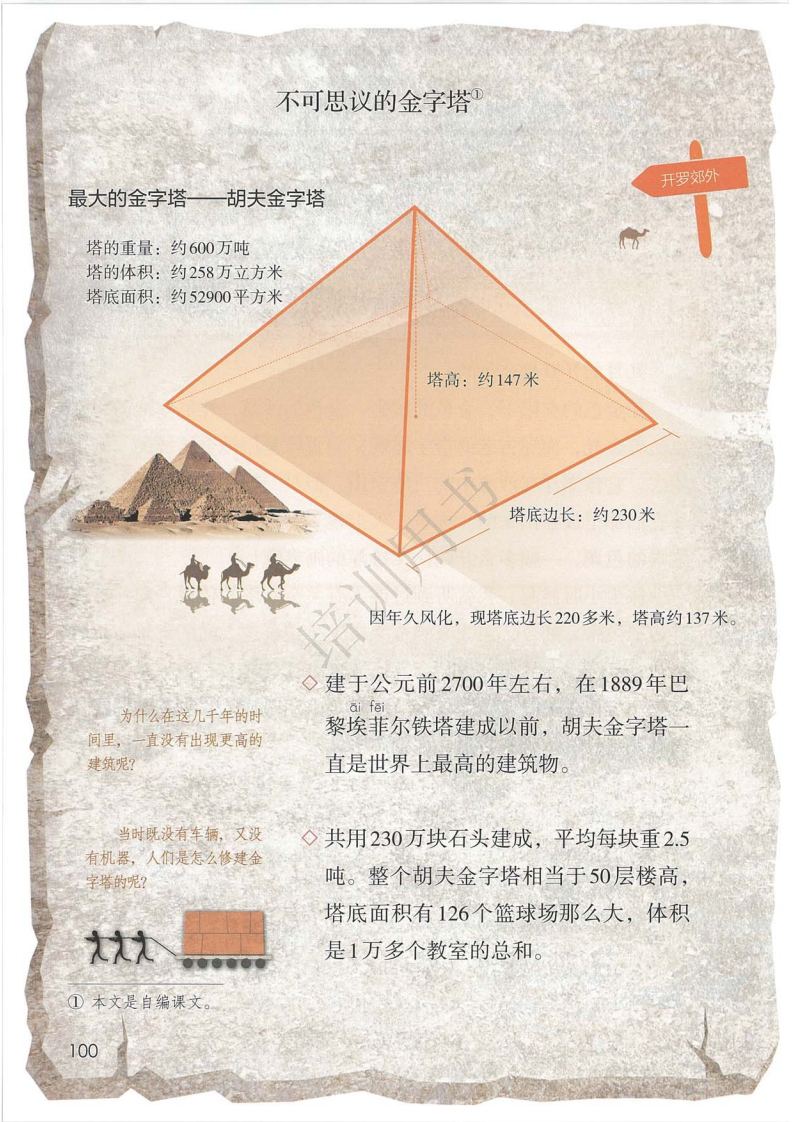 不可思议的金字塔①
开罗郊外
最大的金字塔——胡夫金字塔
塔的重量：约600万吨
塔的体积：约258万立方米
塔底面积：约52900平方米
塔高：约147米
塔底边长：约230米
培训用书
因年久风化，现塔底边长220多米，塔高约137米。
◇ 建于公元前2700年左右，在1889年巴
āi fēi
黎埃菲尔铁塔建成以前，胡夫金字塔一
直是世界上最高的建筑物。
为什么在这几千年的时
间里，一直没有出现更高的
建筑呢？
◇ 共用230万块石头建成，平均每块重2.5
吨。整个胡夫金字塔相当于50层楼高，
塔底面积有126个篮球场那么大，体积
是1万多个教室的总和。
当时既没有车辆，又没
有机器，人们是怎么修建金
字塔的呢？
① 本文是自编课文。
100